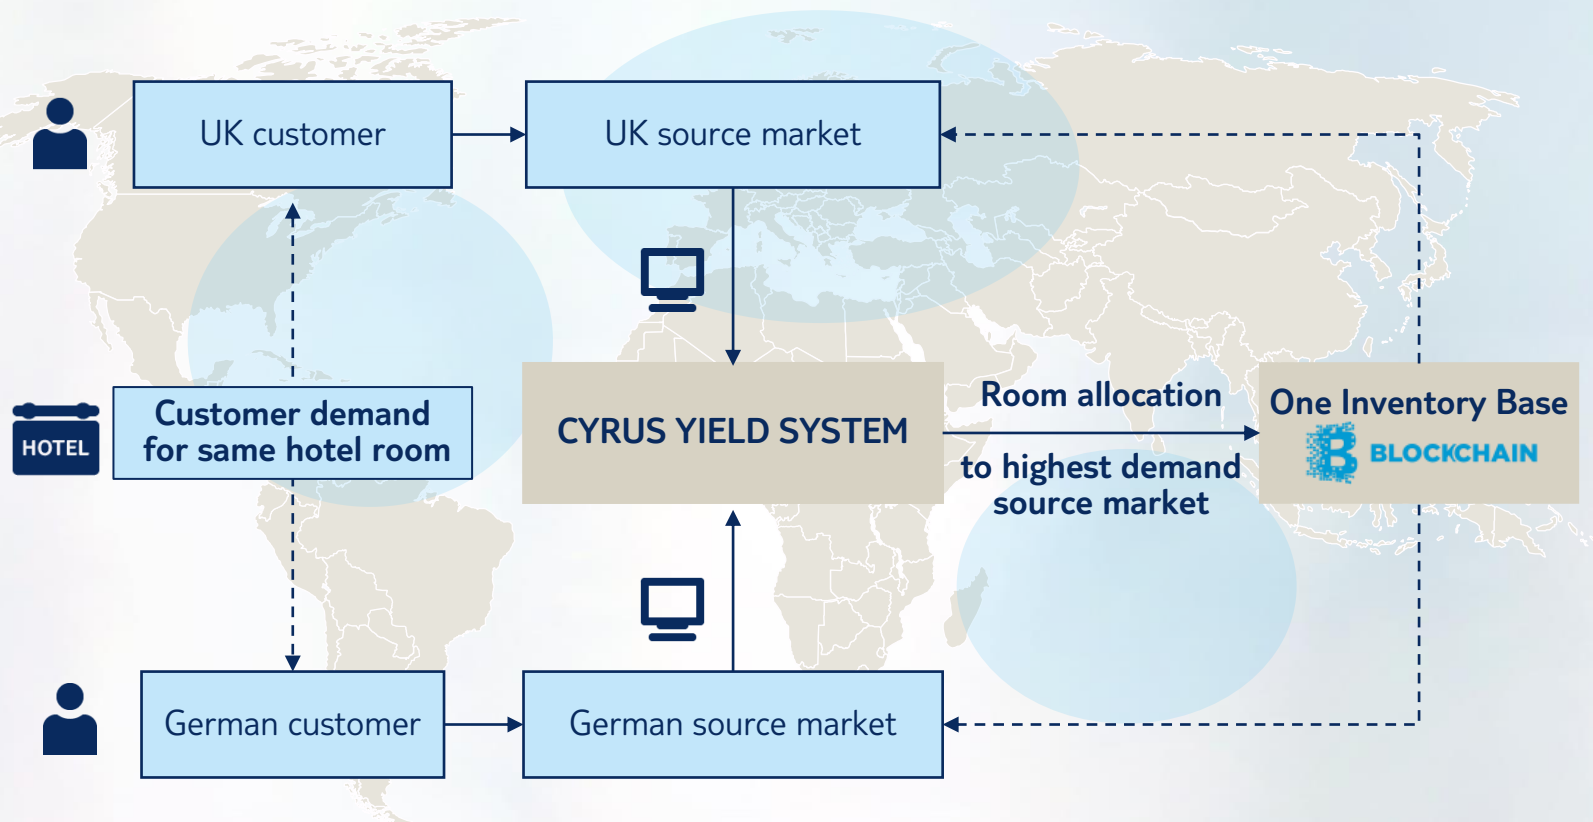 UK customer
UK source market
HOTEL
Customer demand
for same hotel room
CYRUS YIELD SYSTEM
Room allocation
to highest demand
source market
One Inventory Base
BLOCKCHAIN
German customer
German source market